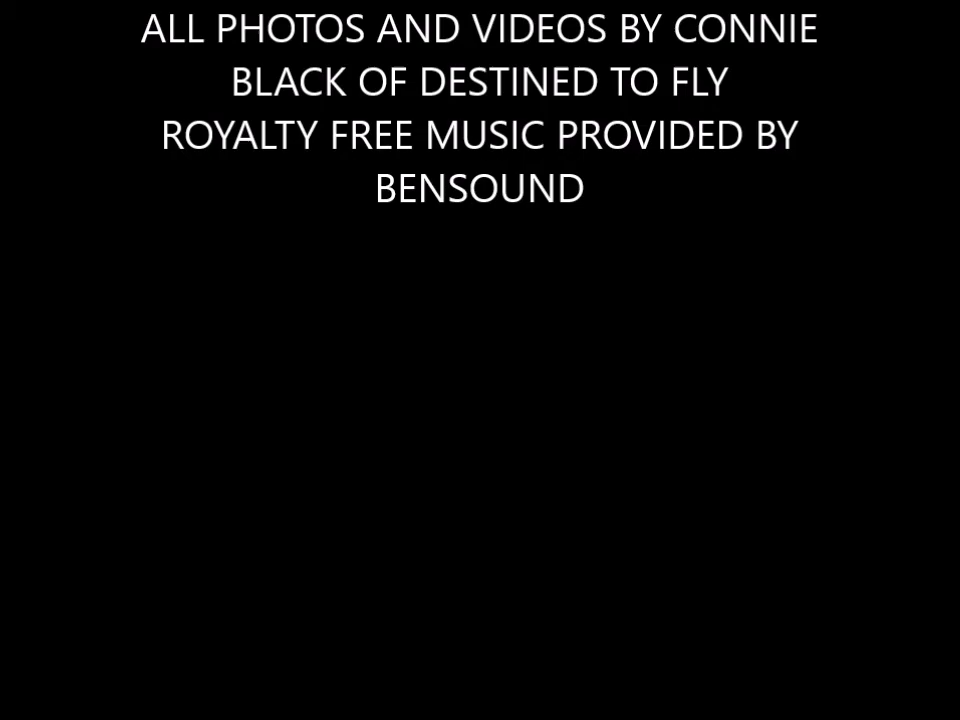 ALL PHOTOS AND VIDEOS BY CONNIE
BLACK OF DESTINED TO FLY
ROYALTY FREE MUSIC PROVIDED BY
BENSOUND